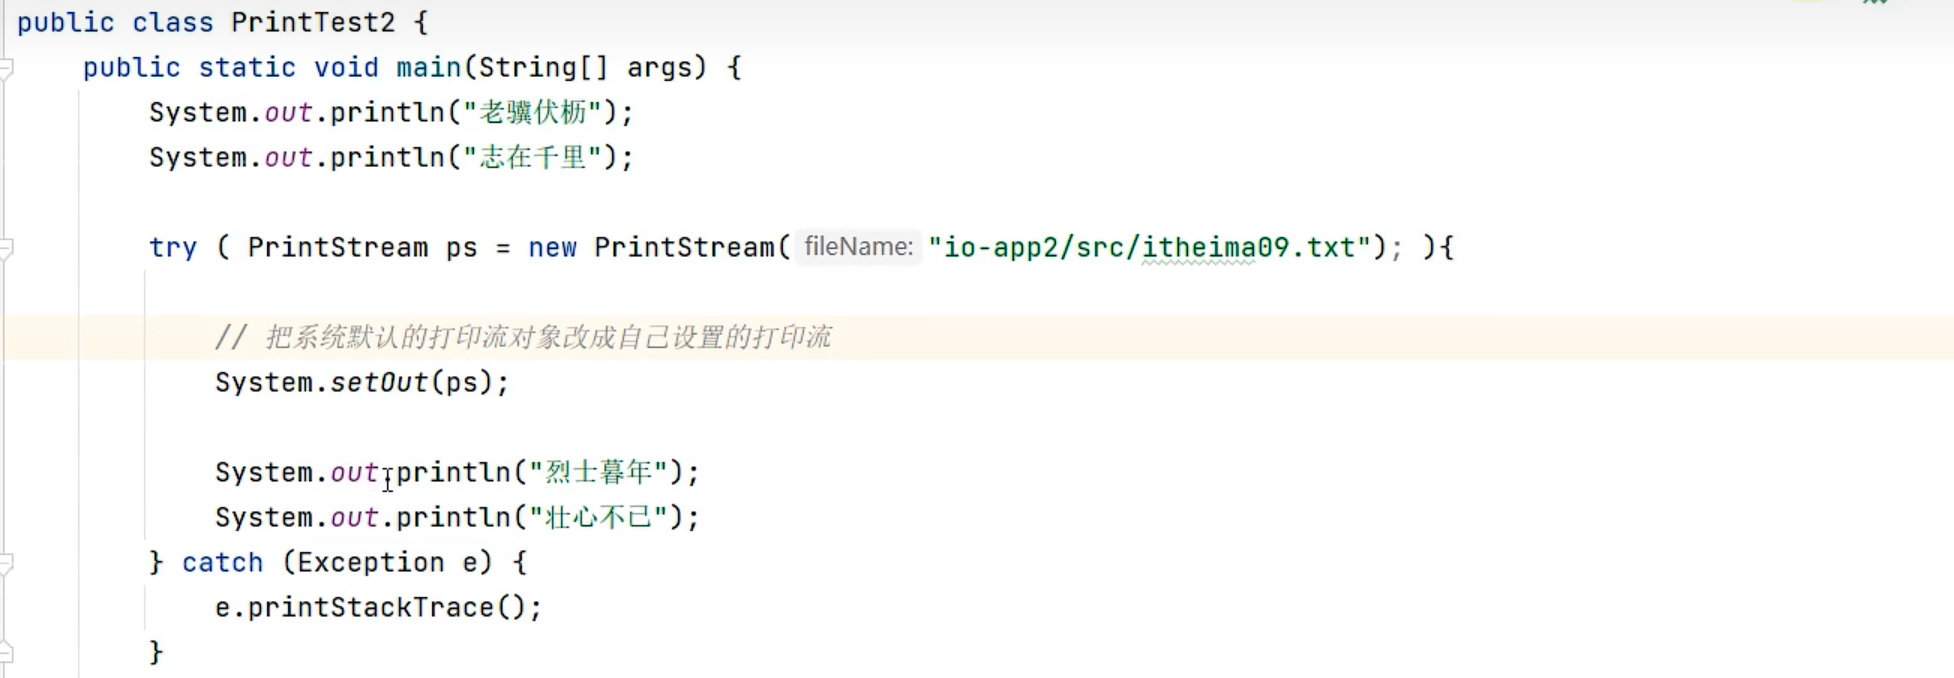 public class PrintTest2 {
public static void main(String[] args) {
System.out.println("老骥伏枥");
System.out.println("志在千里");
try ( PrintStream ps = new PrintStream( fileName: "io-app2/src/itheima09.txt"); ){
// 把系统默认的打印流对象改成自己设置的打印流
System.setOut(ps);
System.out.println("烈士暮年");
System.out.println("壮心不已");
} catch (Exception e) {
e.printStackTrace();
}